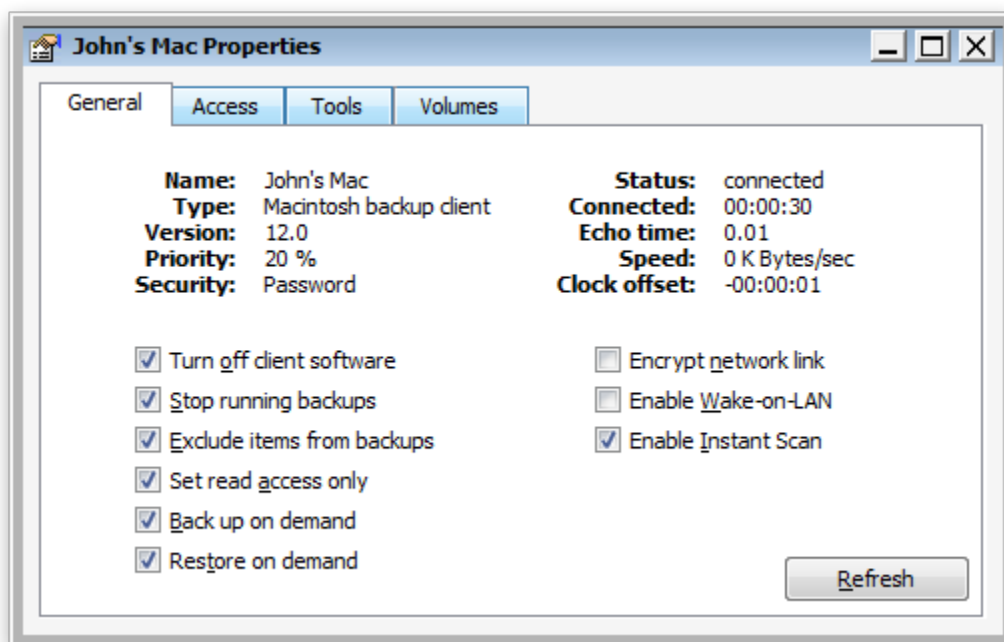 John's Mac Properties
General Access Tools Volumes
Name: John's Mac
Type: Macintosh backup client
Version: 12.0
Priority: 20 %
Security: Password
Status: connected
Connected: 00:00:30
Echo time: 0.01
Speed: 0 K Bytes/sec
Clock offset: -00:00:01
Turn off client software
Stop running backups
Exclude items from backups
Set read access only
Back up on demand
Restore on demand
Encrypt network link
Enable Wake-on-LAN
Enable Instant Scan
Refresh